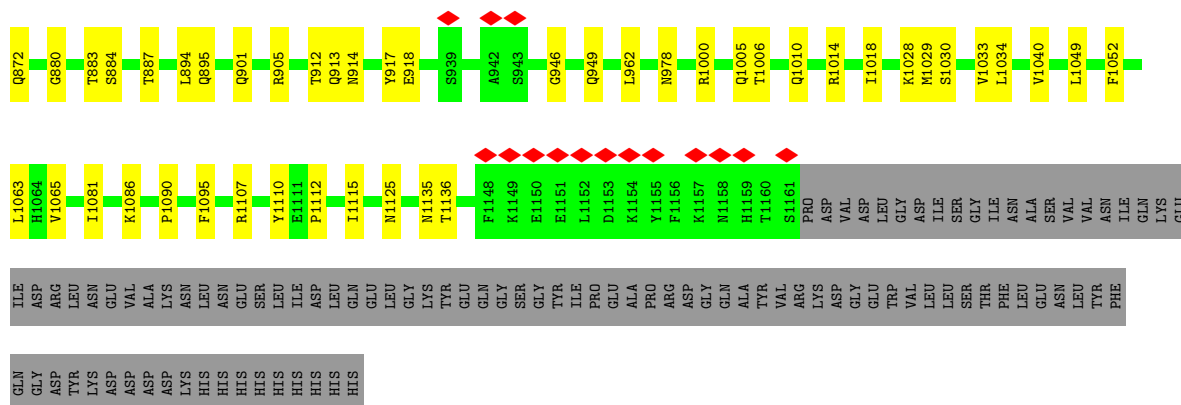 Q872 G880 T883 S884 T887 L894 Q895 Q901 R905 T912 Q913 N914 Y917 E918 S939 A942 S943 G946 Q949 L962 N978 R1000 Q1005 T1006 Q1010 R1014 I1018 K1028 M1029 S1030 V1033 L1034 V1040 L1049 F1052
L1063 H1064 V1065 I1081 K1086 P1090 F1095 R1107 Y1110 E1111 P1112 I1115 N1125 N1135 T1136 F1148 K1149 E1150 E1151 L1152 D1153 K1154 Y1155 F1156 K1157 N1158 H1159 T1160 S1161 PRO ASP VAL ASP LEU GLY ASP ILE SER GLY ILE ASN ALA SER VAL VAL ASN ILE GLN LYS GLU
ILE ASP ARG LEU ASN GLU VAL ALA LYS ASN LEU ASN GLU SER LEU ILE ASP LEU GLN GLU LEU GLY LYS TYR GLU GLN GLY SER GLY TYR ILE PRO GLU ALA PRO ARG ASP GLY GLN ALA TYR VAL ARG LYS ASP GLY GLU TRP VAL LEU LEU SER THR PHE LEU GLU ASN LEU TYR PHE
GLN GLY ASP TYR LYS ASP ASP ASP ASP LYS HIS HIS HIS HIS HIS HIS HIS HIS HIS